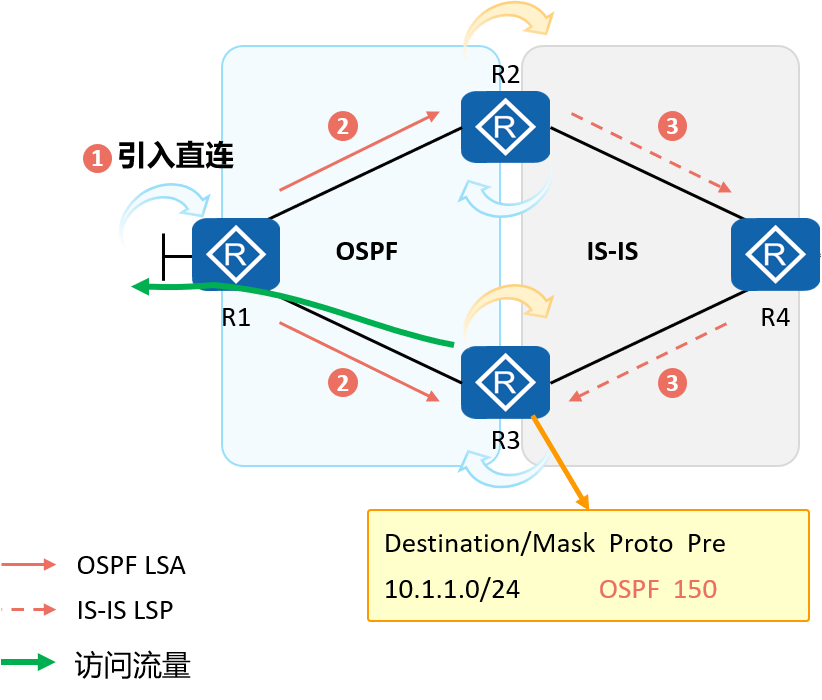 R2
2
3
1 引入直连
R
R
OSPF
IS-IS
R
R1
R4
R
2
3
R3
Destination/Mask Proto Pre
10.1.1.0/24 OSPF 150
OSPF LSA
IS-IS LSP
访问流量